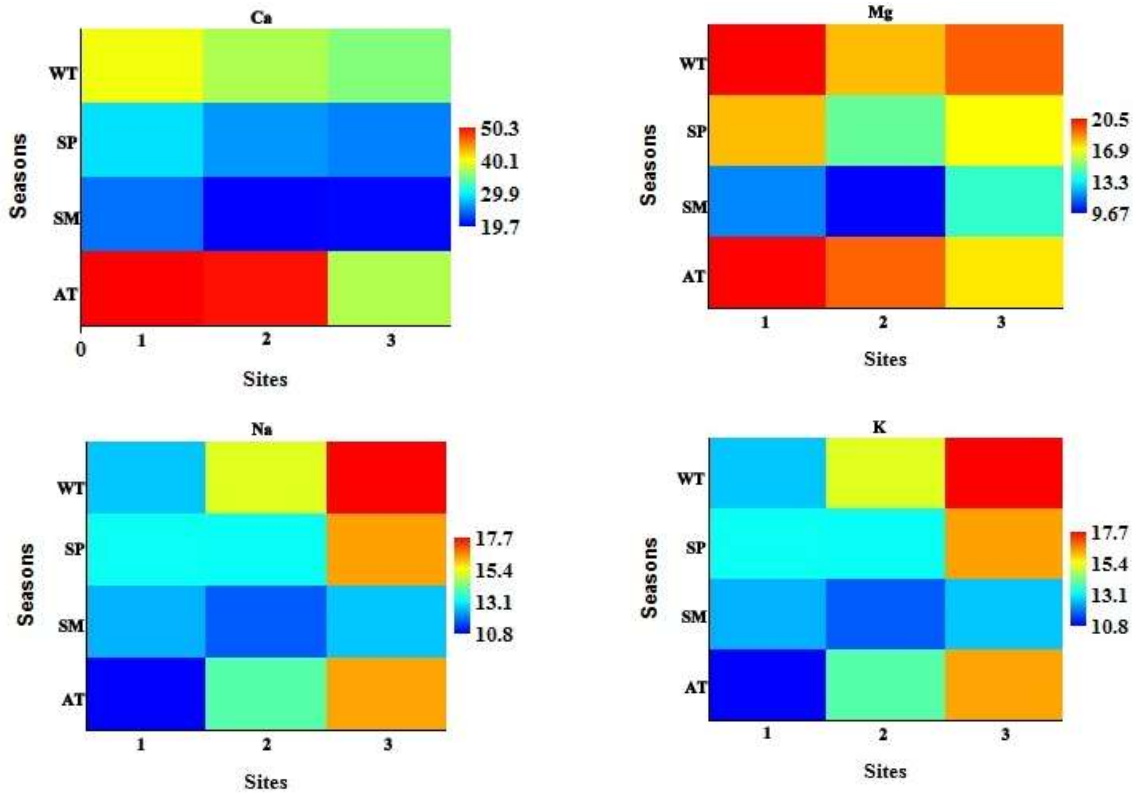 Ca
Seasons
WT
SP
SM
AT
0
1 2 3
Sites
50.3
40.1
29.9
19.7
Mg
Seasons
WT
SP
SM
AT
1 2 3
Sites
20.5
16.9
13.3
9.67
Na
Seasons
WT
SP
SM
AT
1 2 3
Sites
17.7
15.4
13.1
10.8
K
Seasons
WT
SP
SM
AT
1 2 3
Sites
17.7
15.4
13.1
10.8